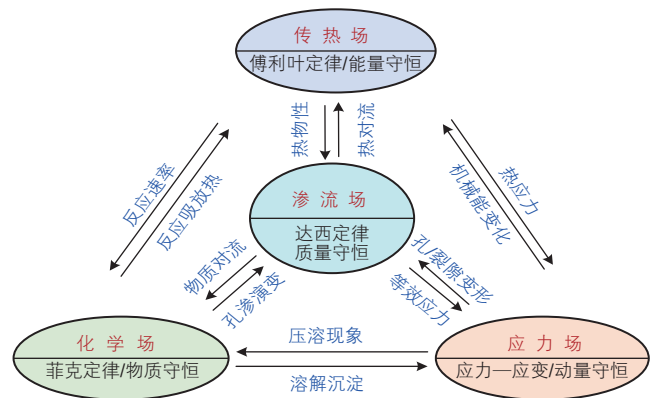 传热场
傅利叶定律/能量守恒
热物性
热对流
反应速率
反应吸放热
热应力
机械能变化
渗流场
达西定律
质量守恒
物质对流
孔渗演变
孔/裂隙变形
等效应力
化学场
菲克定律/物质守恒
压溶现象
溶解沉淀
应力场
应力—应变/动量守恒